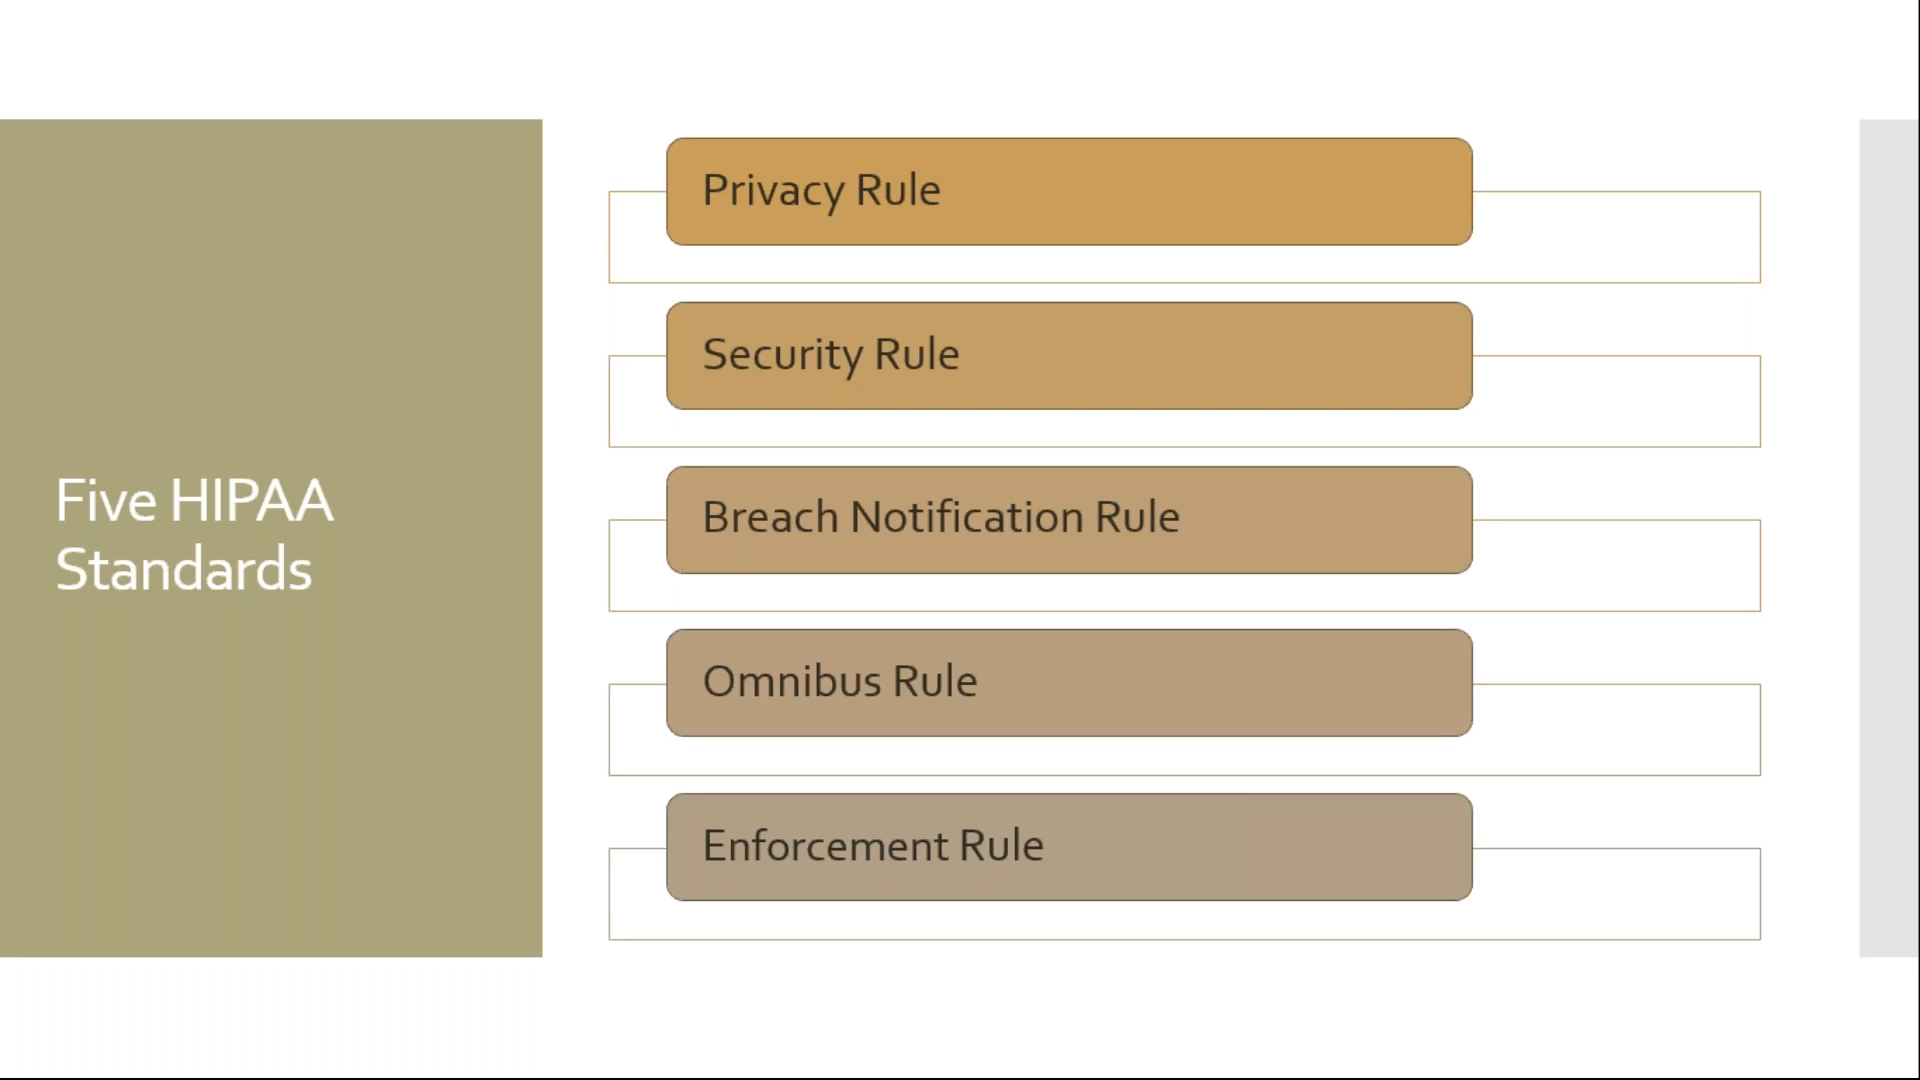 Five HIPAA
Standards
Privacy Rule
Security Rule
Breach Notification Rule
Omnibus Rule
Enforcement Rule